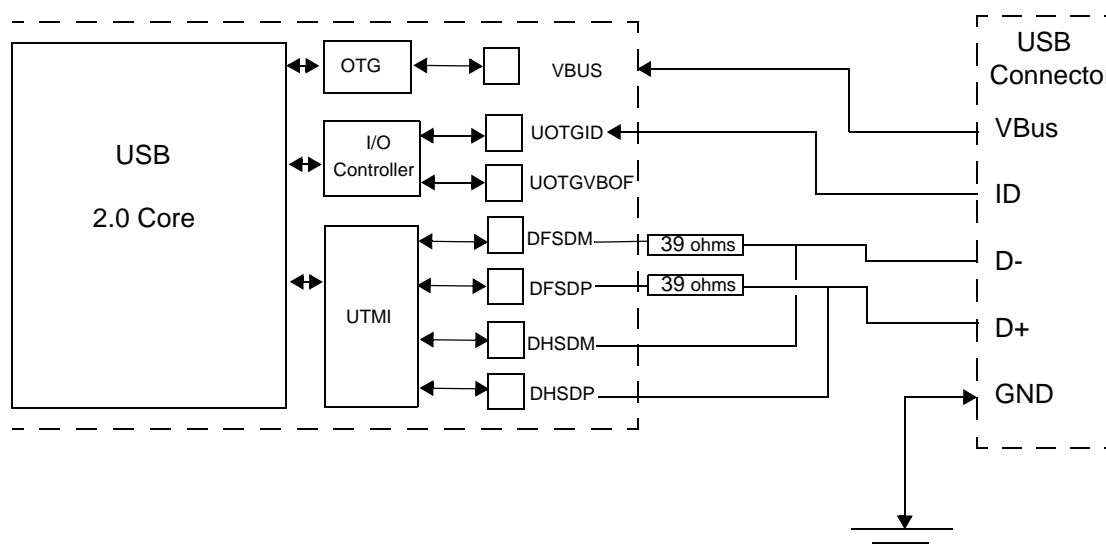 USB
2.0 Core
OTG
I/O
Controller
UTMI
VBUS
UOTGID
UOTGVBOF
DFSDM
39 ohms
DFSDP
39 ohms
DHSDM
DHSDP
USB
Connector
VBus
ID
D-
D+
GND